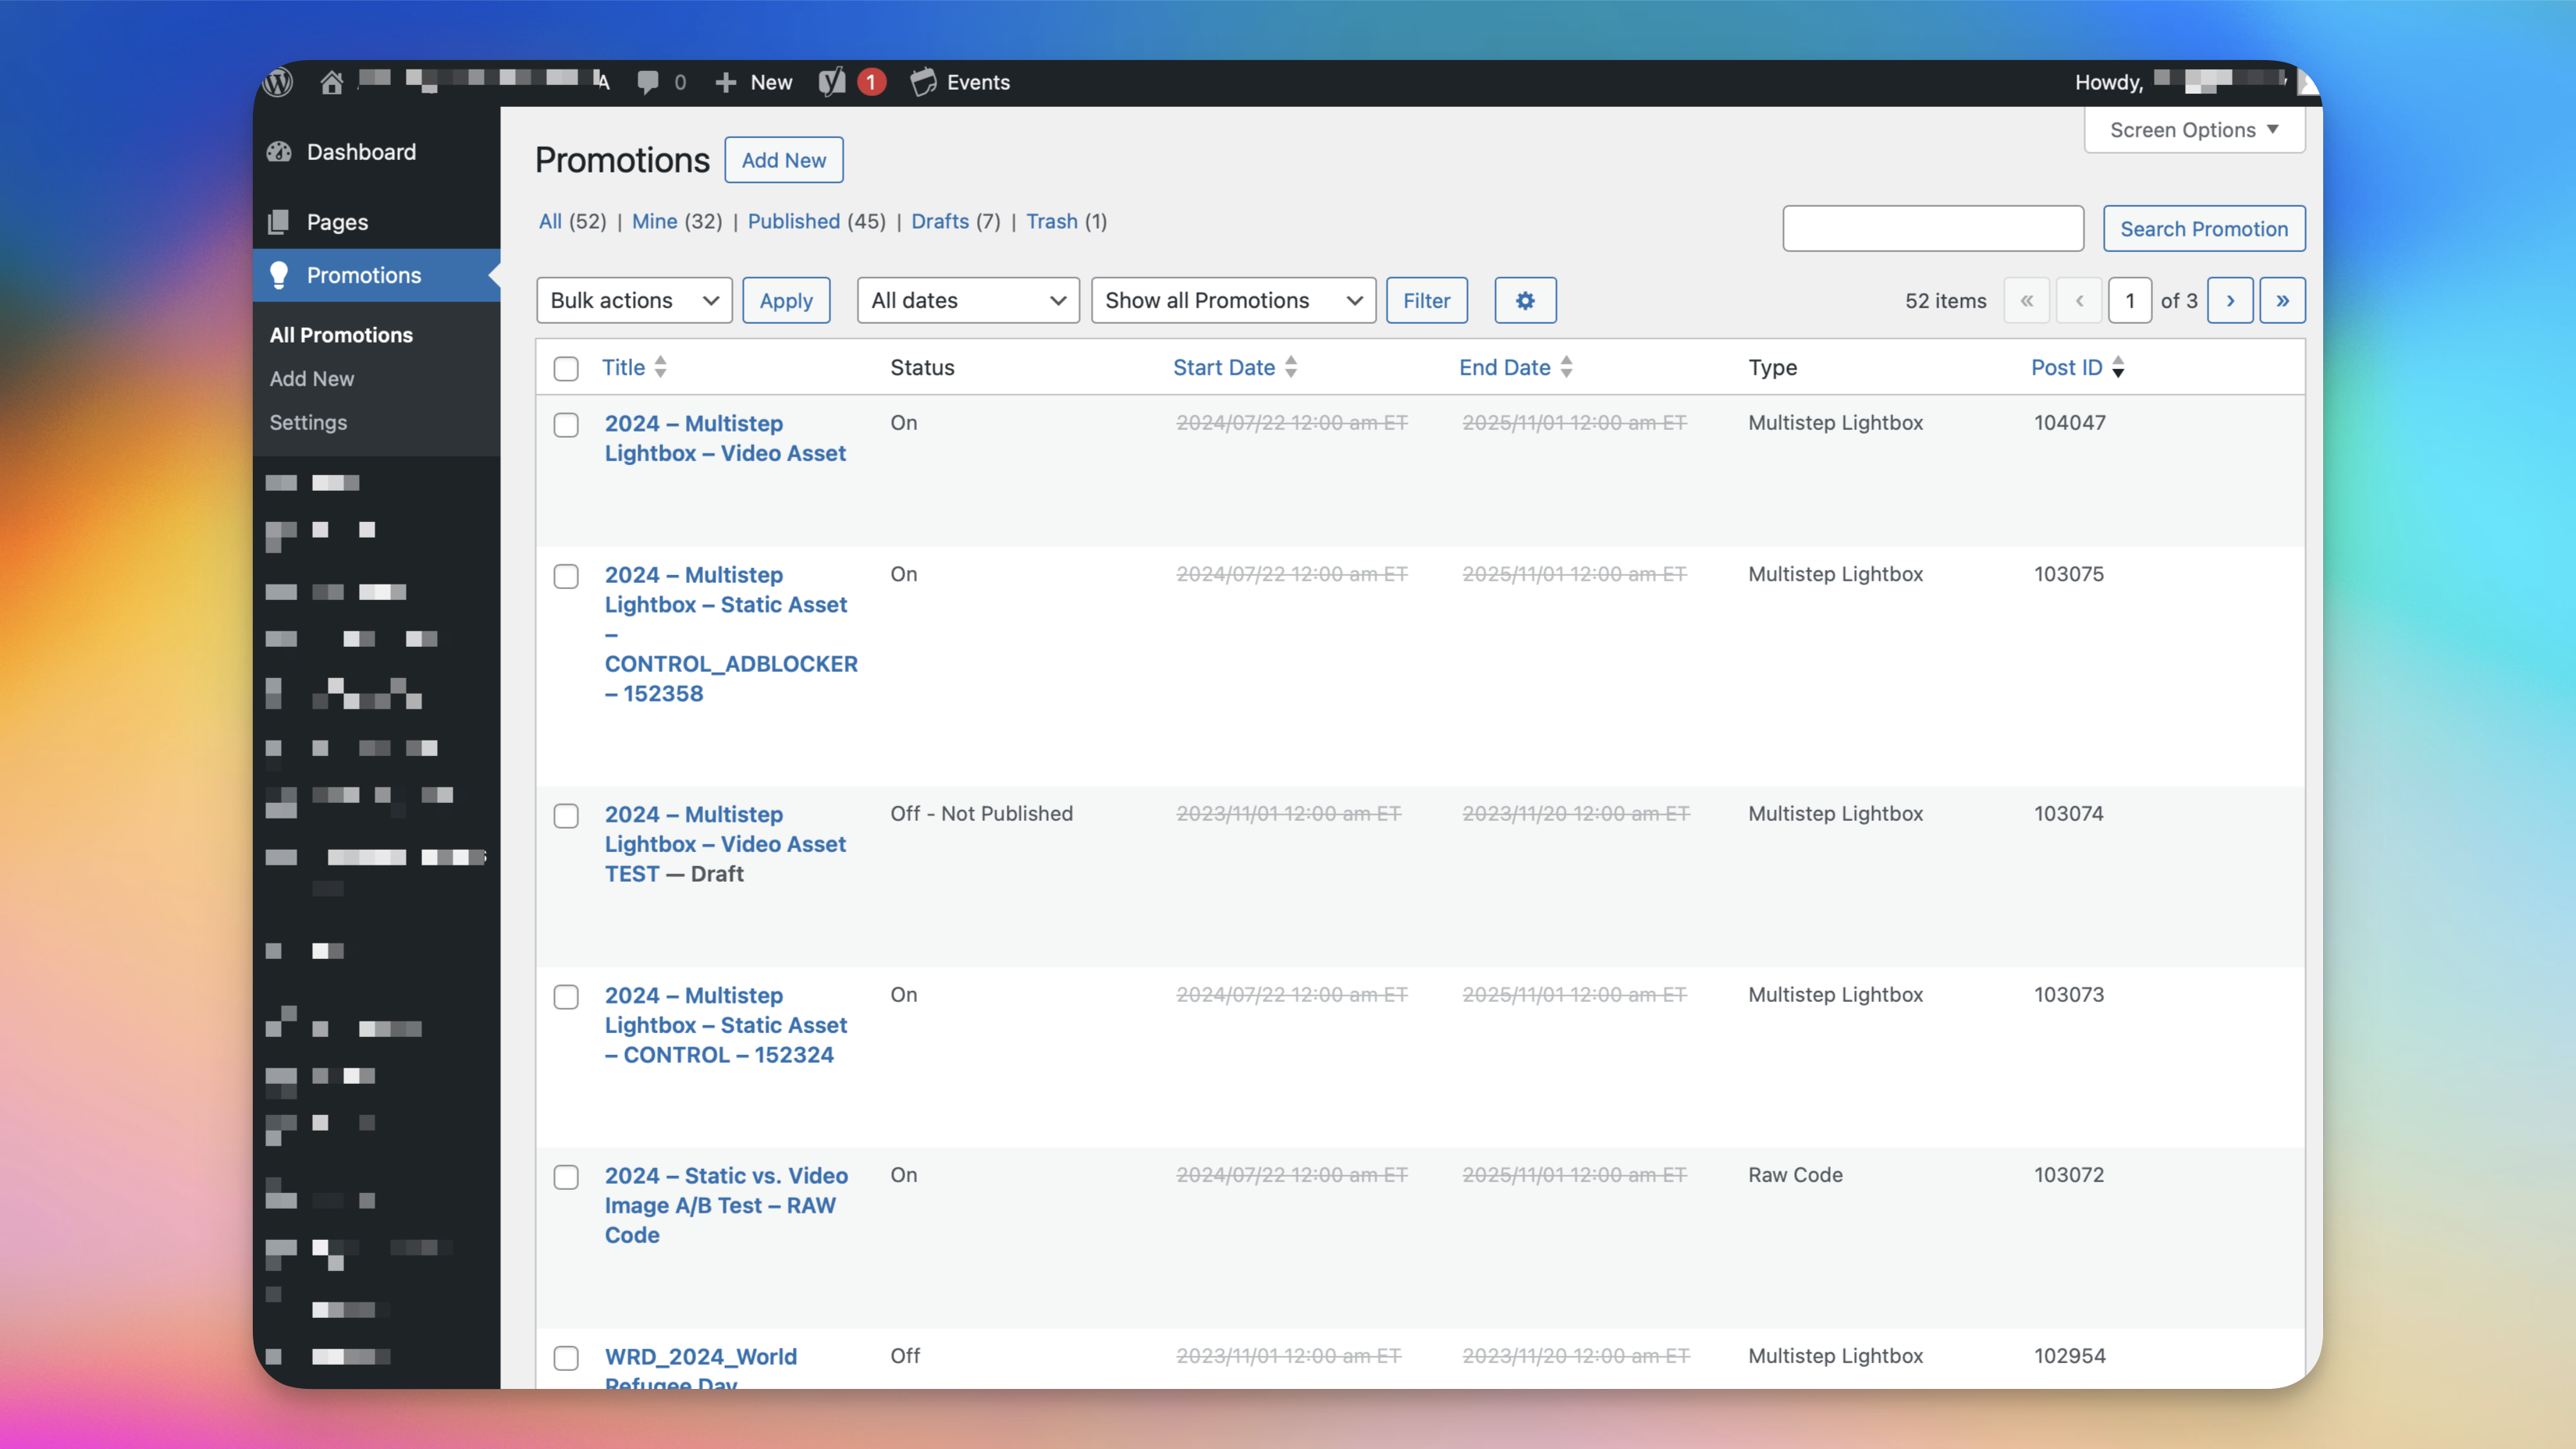 0 New 1 Events Howdy,
Screen Options
Dashboard
Pages
Promotions
All Promotions
Add New
Settings
Promotions Add New
All (52) | Mine (32) | Published (45) | Drafts (7) | Trash (1)
Search Promotion
Bulk actions Apply All dates Show all Promotions Filter 52 items « ‹ 1 of 3 › »
Title Status Start Date End Date Type Post ID
2024 – Multistep On 2024/07/22 12:00 am ET 2025/11/01 12:00 am ET Multistep Lightbox 104047
Lightbox – Video Asset
2024 – Multistep On 2024/07/22 12:00 am ET 2025/11/01 12:00 am ET Multistep Lightbox 103075
Lightbox – Static Asset
–
CONTROL_ADBLOCKER
– 152358
2024 – Multistep Off - Not Published 2023/11/01 12:00 am ET 2023/11/20 12:00 am ET Multistep Lightbox 103074
Lightbox – Video Asset
TEST — Draft
2024 – Multistep On 2024/07/22 12:00 am ET 2025/11/01 12:00 am ET Multistep Lightbox 103073
Lightbox – Static Asset
– CONTROL – 152324
2024 – Static vs. Video On 2024/07/22 12:00 am ET 2025/11/01 12:00 am ET Raw Code 103072
Image A/B Test – RAW
Code
WRD_2024_World Off 2023/11/01 12:00 am ET 2023/11/20 12:00 am ET Multistep Lightbox 102954
Refugee Day